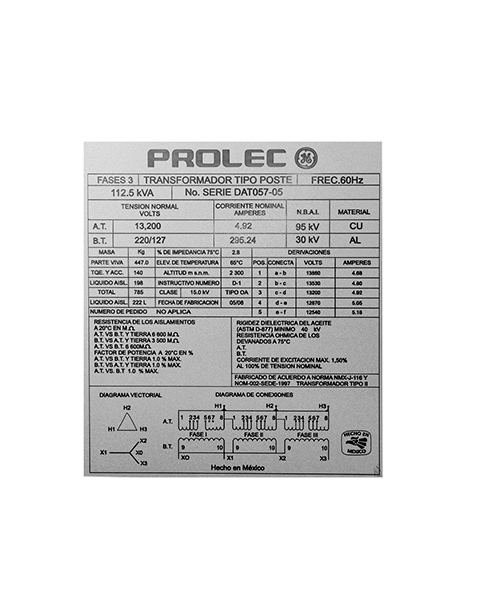 PROLEC GE
FASES 3 TRANSFORMADOR TIPO POSTE FREC.60Hz
112.5 kVA No. SERIE DAT057-05
TENSION NORMAL VOLTS CORRIENTE NOMINAL AMPERES N.B.A.I. MATERIAL
A.T. 13,200 4.92 95 kV CU
B.T. 220/127 295.24 30 kV AL
MASA Kg % DE IMPEDANCIA 75°C 2.8 DERIVACIONES
PARTE VIVA 447.0 ELEV. DE TEMPERATURA 65°C POS. CONECTA VOLTS AMPERES
TQE. Y ACC. 140 ALTITUD m s.n.m. 2 300 1 a - b 13860 4.68
LIQUIDO AISL. 198 INSTRUCTIVO NUMERO D-1 2 b - c 13530 4.80
TOTAL 785 CLASE 15.0 kV TIPO OA 3 c - d 13200 4.92
LIQUIDO AISL. 222 L FECHA DE FABRICACION 05/08 4 d - e 12870 5.05
NUMERO DE PEDIDO NO APLICA 5 e - f 12540 5.18
RESISTENCIA DE LOS AISLAMIENTOS
A 20°C EN M.Ω
A.T. VS B.T. Y TIERRA 6 600 M.Ω
B.T. VS A.T. Y TIERRA 3 500 M.Ω
A.T. VS B.T. 6 600M.Ω
FACTOR DE POTENCIA A 20°C EN %
A.T. VS B.T. Y TIERRA 1.0 % MAX.
B.T. VS A.T. Y TIERRA 1.0 % MAX.
A.T. VS B.T 1.0 % MAX.
RIGIDEZ DIELECTRICA DEL ACEITE
(ASTM D-877) MINIMO 40 kV
RESISTENCIA OHMICA DE LOS
DEVANADOS A 75°C
A.T.
B.T.
CORRIENTE DE EXCITACION MAX. 1,50%
AL 100% DE TENSION NOMINAL
FABRICADO DE ACUERDO A NORMA NMX-J-116 Y
NOM-002-SEDE-1997 TRANSFORMADOR TIPO II
DIAGRAMA VECTORIAL
H2
H1 H3
X2
X1 X0
X3
DIAGRAMA DE CONEXIONES
H1 H2 H3
A.T. 1 234 567 8 1 234 567 8 1 234 567 8
FASE I FASE II FASE III
B.T. 9 10 9 10 9 10
XO X1 X2 X3
HECHO EN MÉXICO
Hecho en México